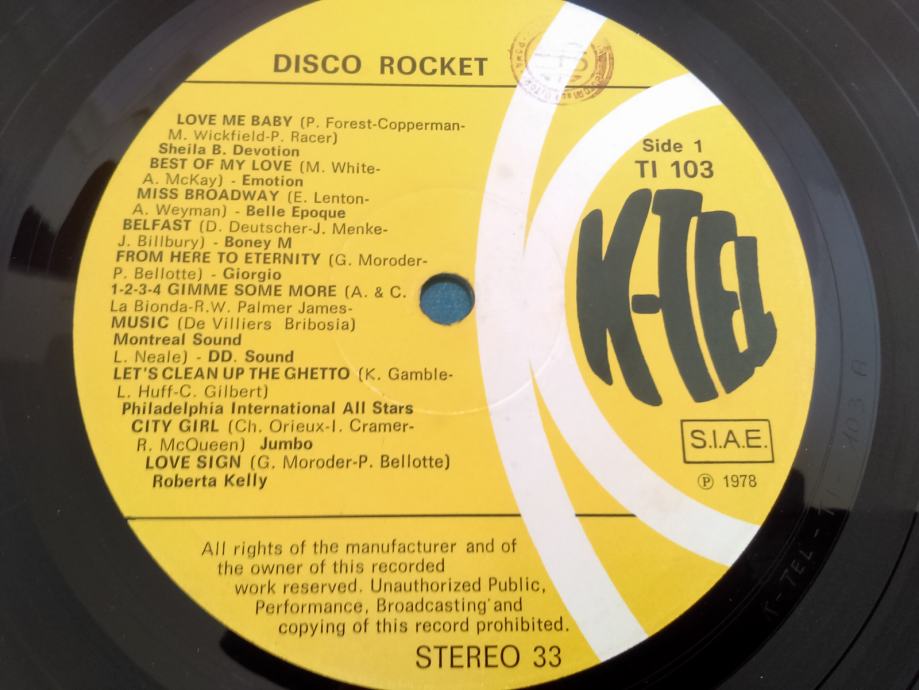 DISCO ROCKET
LOVE ME BABY (P. Forest-Copperman-
M. Wickfield-P. Racer)
Sheila B. Devotion
BEST OF MY LOVE (M. White-
A. McKay) - Emotion
MISS BROADWAY (E. Lenton-
A. Weyman) - Belle Epoque
BELFAST (D. Deutscher-J. Menke-
J. Billbury) - Boney M
FROM HERE TO ETERNITY (G. Moroder-
P. Bellotte) - Giorgio
1-2-3-4 GIMME SOME MORE (A. & C.
La Bionda-R.W. Palmer James-
MUSIC (De Villiers Bribosia)
Montreal Sound
L. Neale) - DD. Sound
LET'S CLEAN UP THE GHETTO (K. Gamble-
L. Huff-C. Gilbert)
Philadelphia International All Stars
CITY GIRL (Ch. Orieux-I. Cramer-
R. McQueen) Jumbo
LOVE SIGN (G. Moroder-P. Bellotte)
Roberta Kelly
Side 1
TI 103
K-TEL
S.I.A.E.
Ⓟ 1978
All rights of the manufacturer and of
the owner of this recorded
work reserved. Unauthorized Public,
Performance, Broadcasting and
copying of this record prohibited.
STEREO 33
K-TEL - TI - 103 A